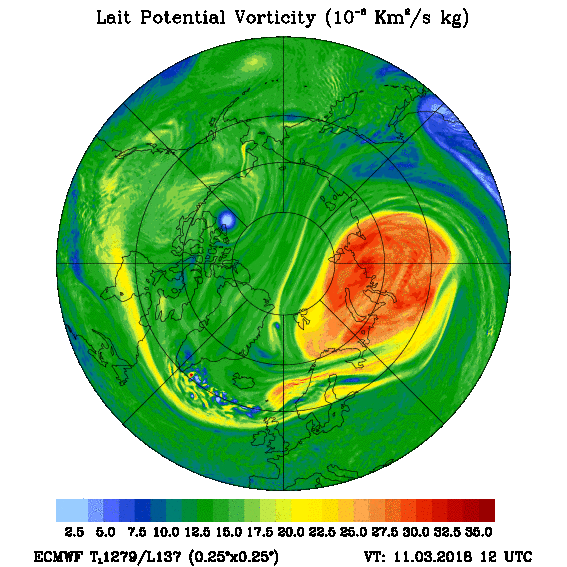 Lait Potential Vorticity (10⁻⁶ Km²/s kg)
2.5 5.0 7.5 10.0 12.5 15.0 17.5 20.0 22.5 25.0 27.5 30.0 32.5 35.0
ECMWF T_L1279/L137 (0.25°x0.25°) VT: 11.03.2018 12 UTC